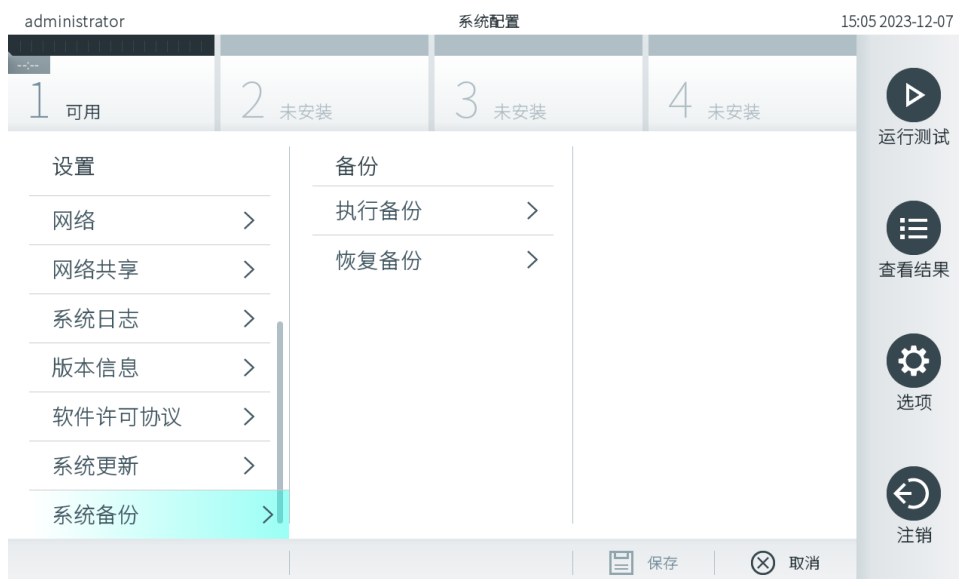 administrator 系统配置 15:05 2023-12-07
--:--
1 可用 2 未安装 3 未安装 4 未安装
运行测试
设置
网络
网络共享
系统日志
版本信息
软件许可协议
系统更新
系统备份
备份
执行备份
恢复备份
查看结果
选项
注销
保存 取消